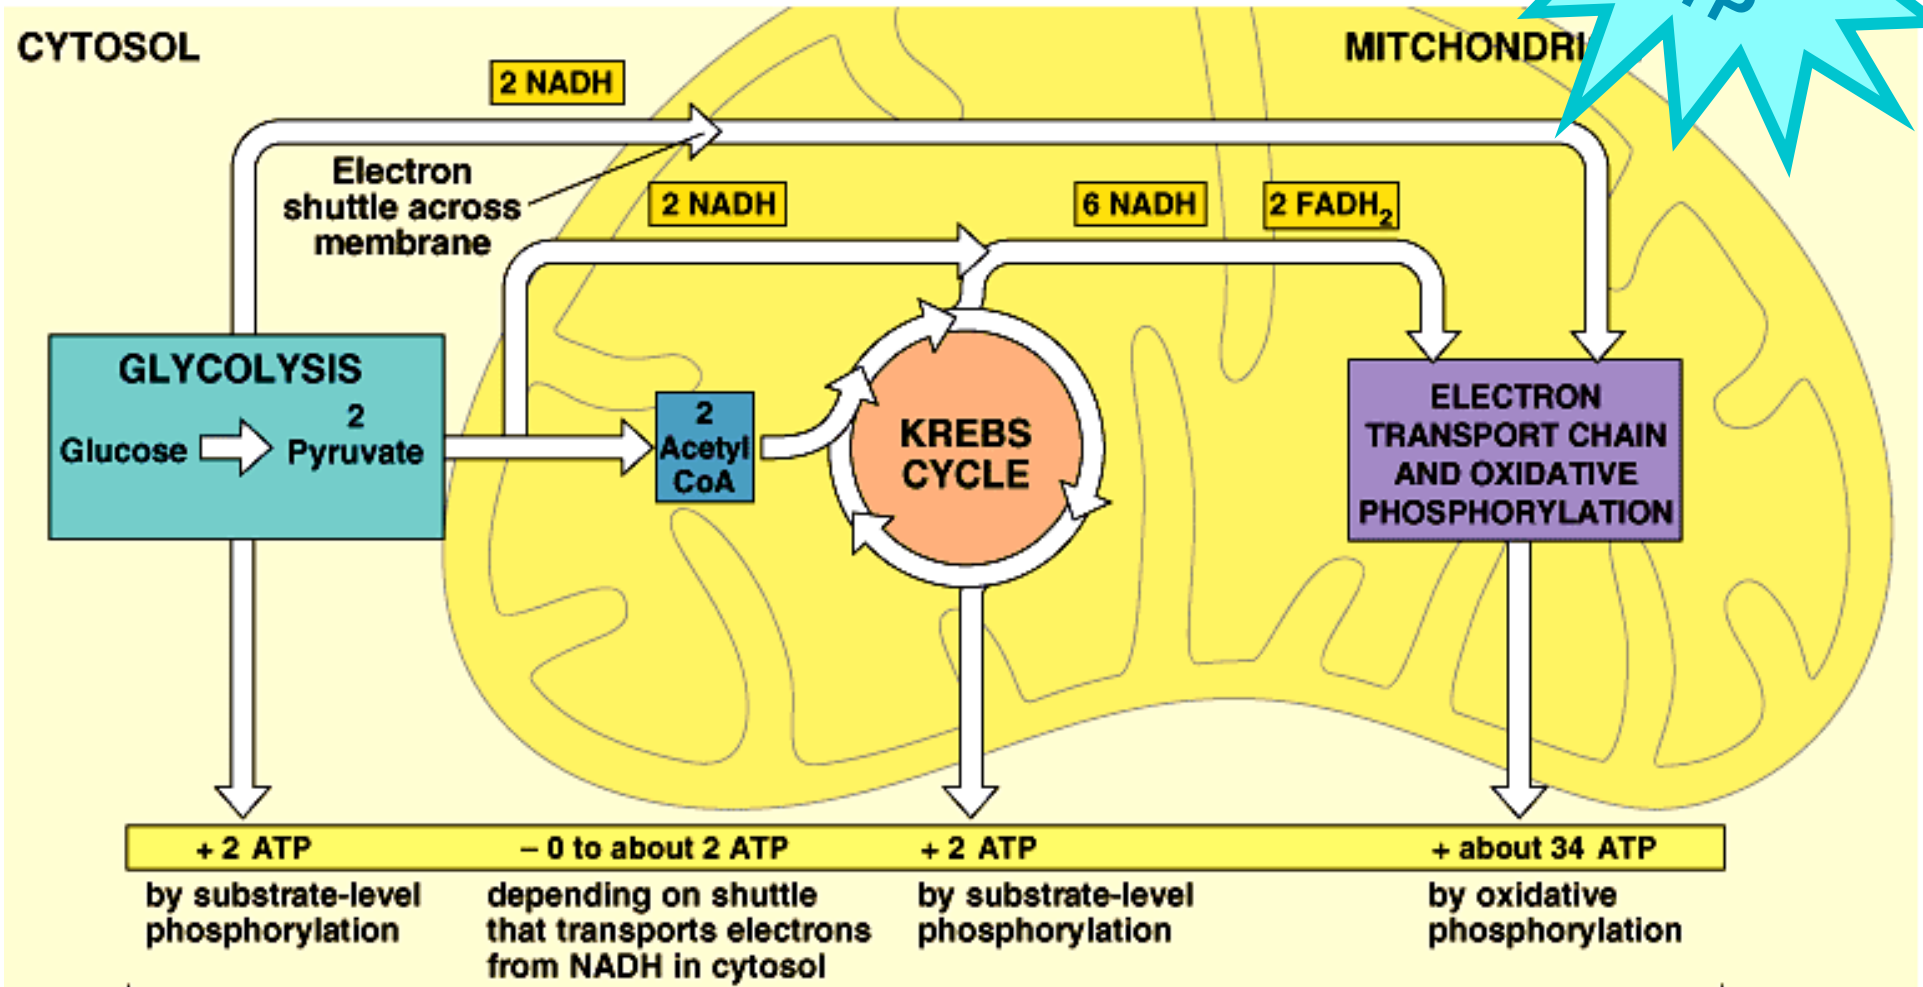 CYTOSOL
MITCHONDRI
2 NADH
Electron
shuttle across
membrane
2 NADH
6 NADH
2 FADH₂
GLYCOLYSIS
2
Glucose Pyruvate
2
Acetyl
CoA
KREBS
CYCLE
ELECTRON
TRANSPORT CHAIN
AND OXIDATIVE
PHOSPHORYLATION
+ 2 ATP
by substrate-level
phosphorylation
– 0 to about 2 ATP
depending on shuttle
that transports electrons
from NADH in cytosol
+ 2 ATP
by substrate-level
phosphorylation
+ about 34 ATP
by oxidative
phosphorylation